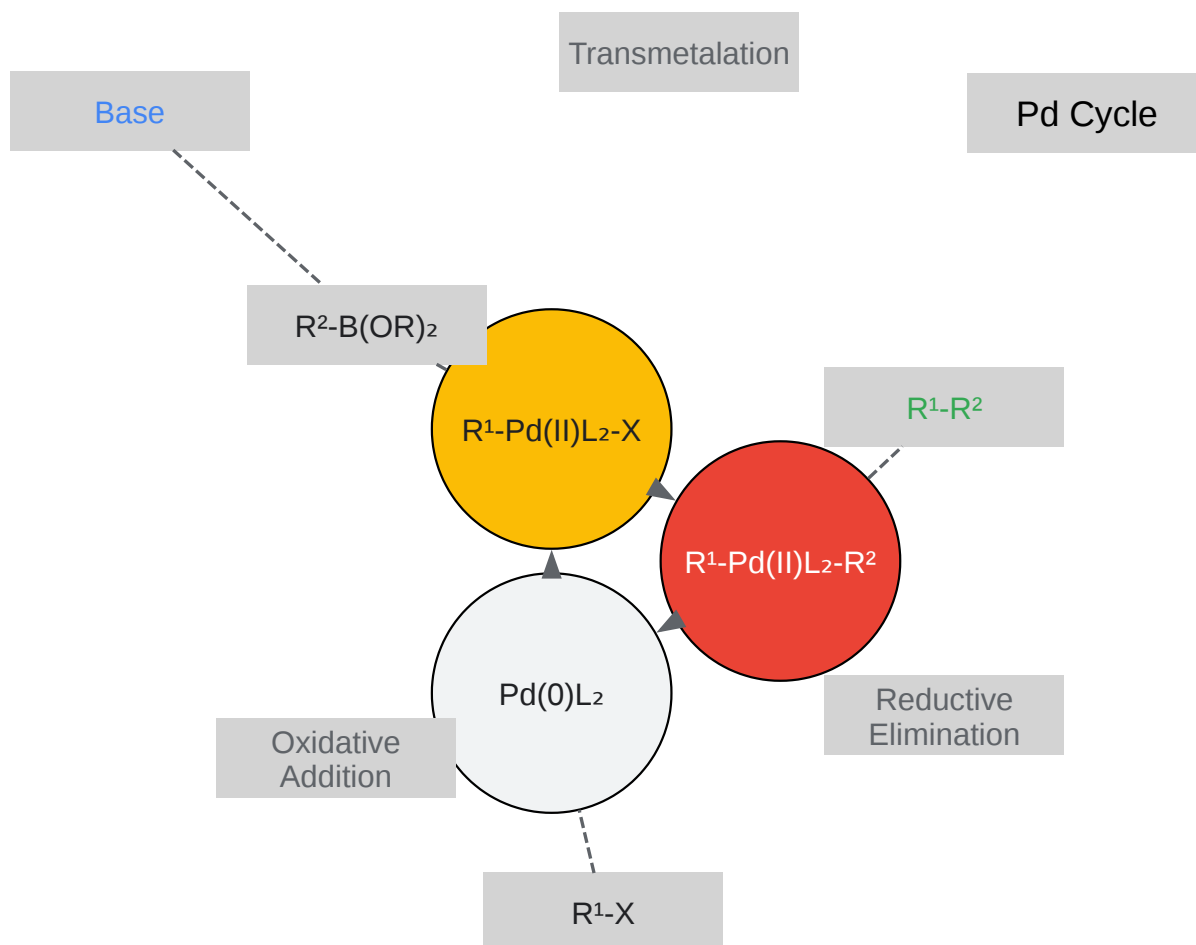 Transmetalation
Base
Pd Cycle
R²-B(OR)₂
R¹-R²
R¹-Pd(II)L₂-X
R¹-Pd(II)L₂-R²
Pd(0)L₂
Reductive
Elimination
Oxidative
Addition
R¹-X